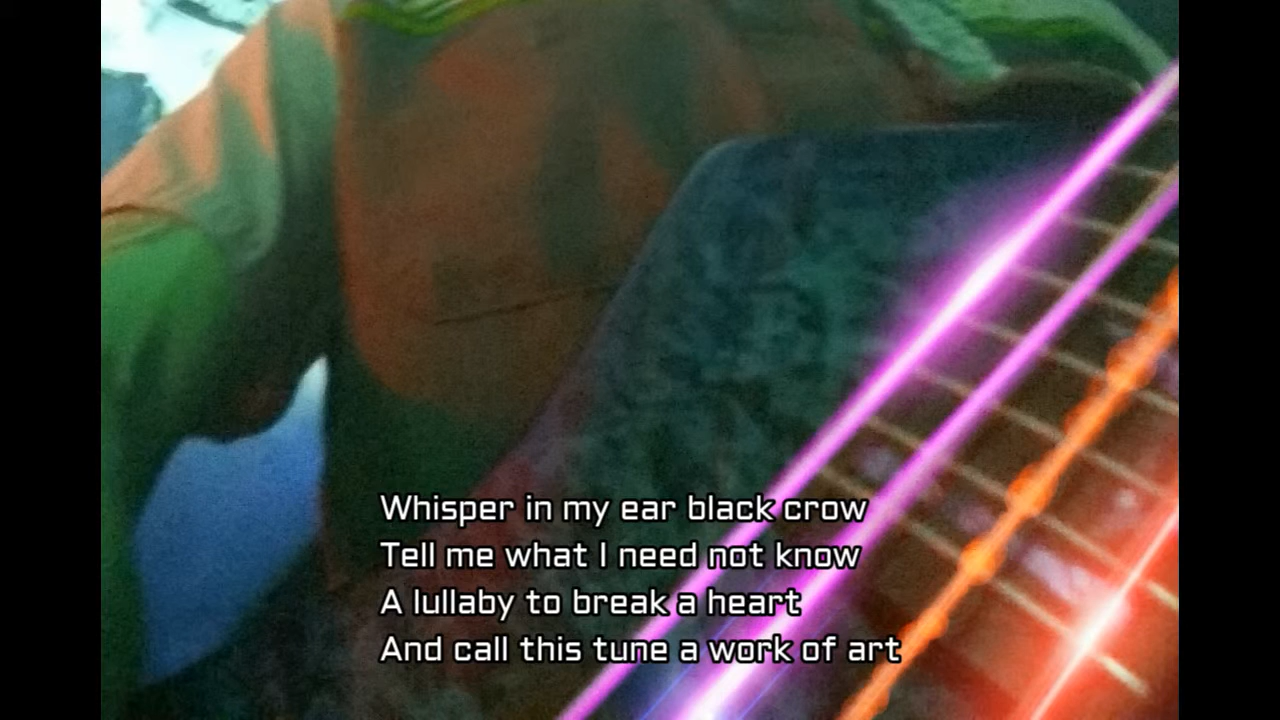 Whisper in my ear black crow
Tell me what I need not know
A lullaby to break a heart
And call this tune a work of art